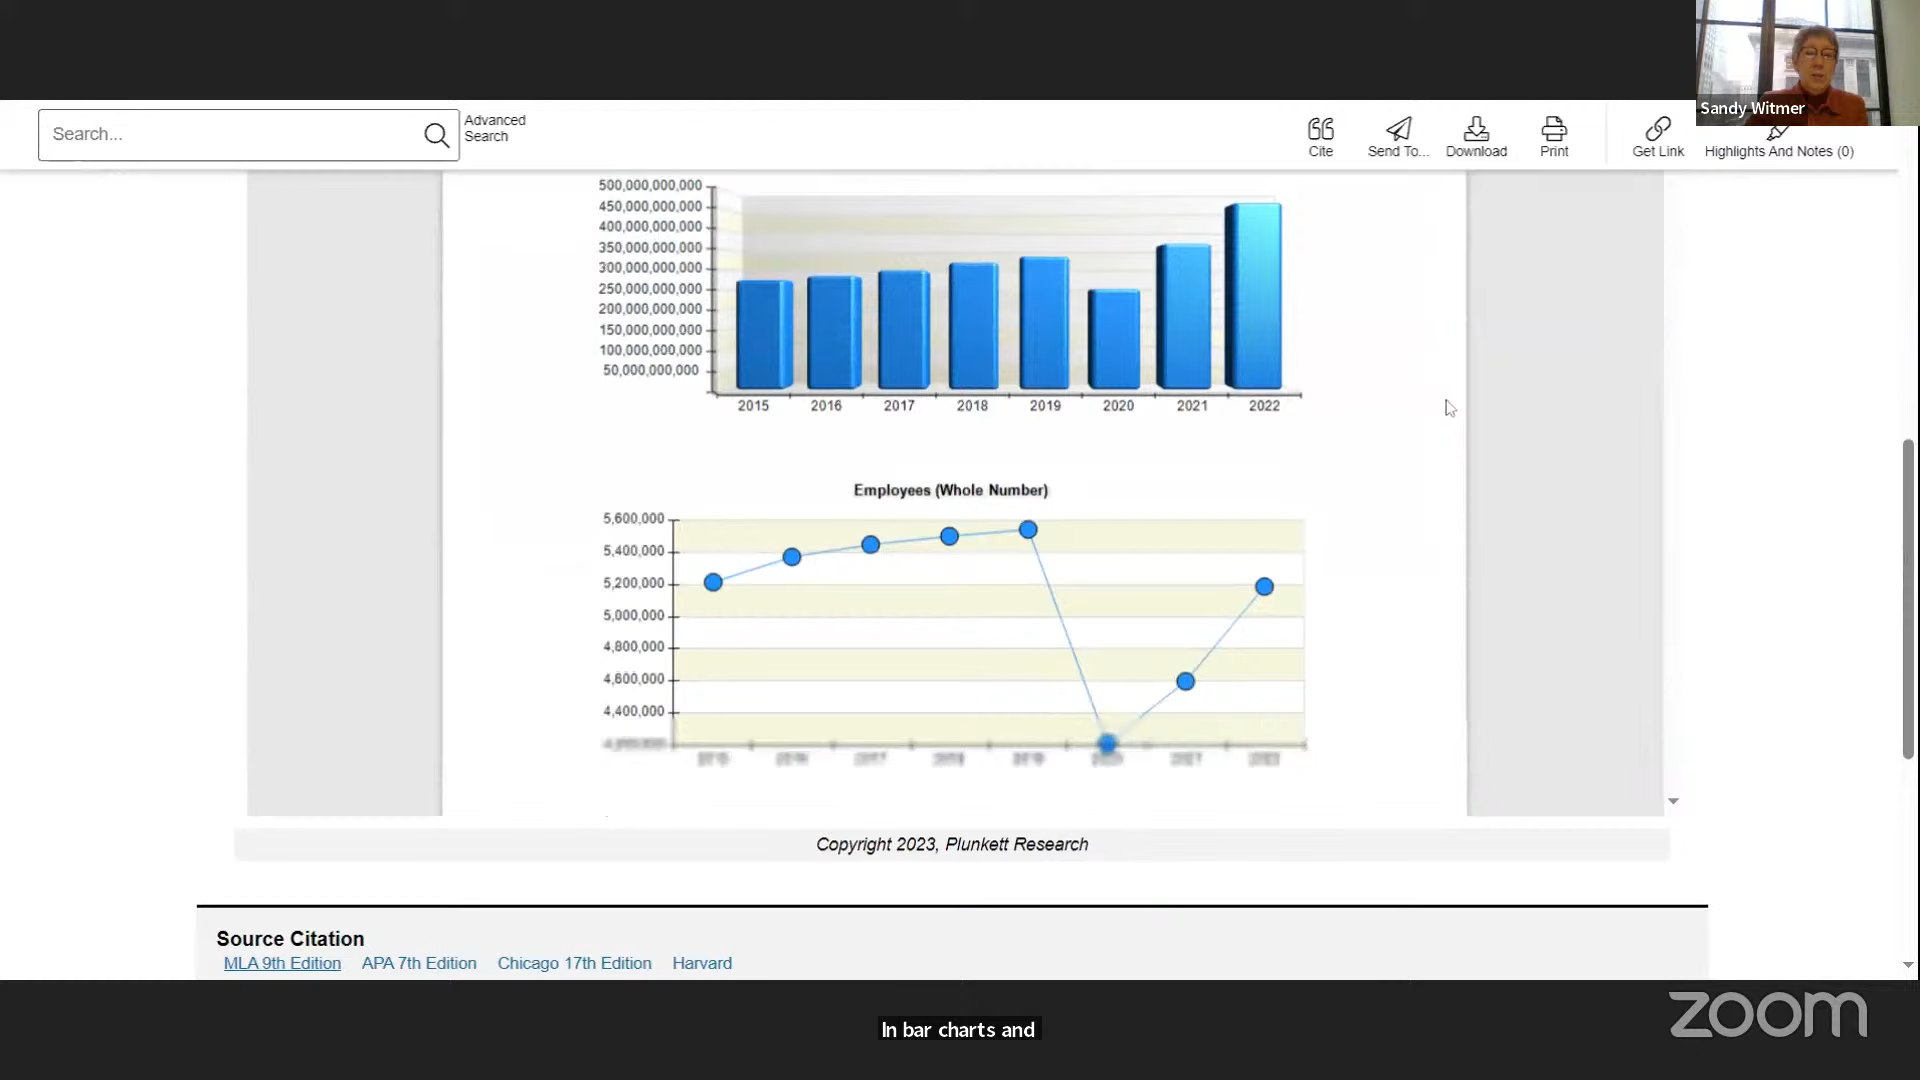 Sandy Witmer
Search...
Advanced
Search
Cite
Send To...
Download
Print
Get Link
Highlights And Notes (0)
500,000,000,000
450,000,000,000
400,000,000,000
350,000,000,000
300,000,000,000
250,000,000,000
200,000,000,000
150,000,000,000
100,000,000,000
50,000,000,000
2015 2016 2017 2018 2019 2020 2021 2022
Employees (Whole Number)
5,600,000
5,400,000
5,200,000
5,000,000
4,800,000
4,600,000
4,400,000
Copyright 2023, Plunkett Research
Source Citation
MLA 9th Edition APA 7th Edition Chicago 17th Edition Harvard
In bar charts and
zoom